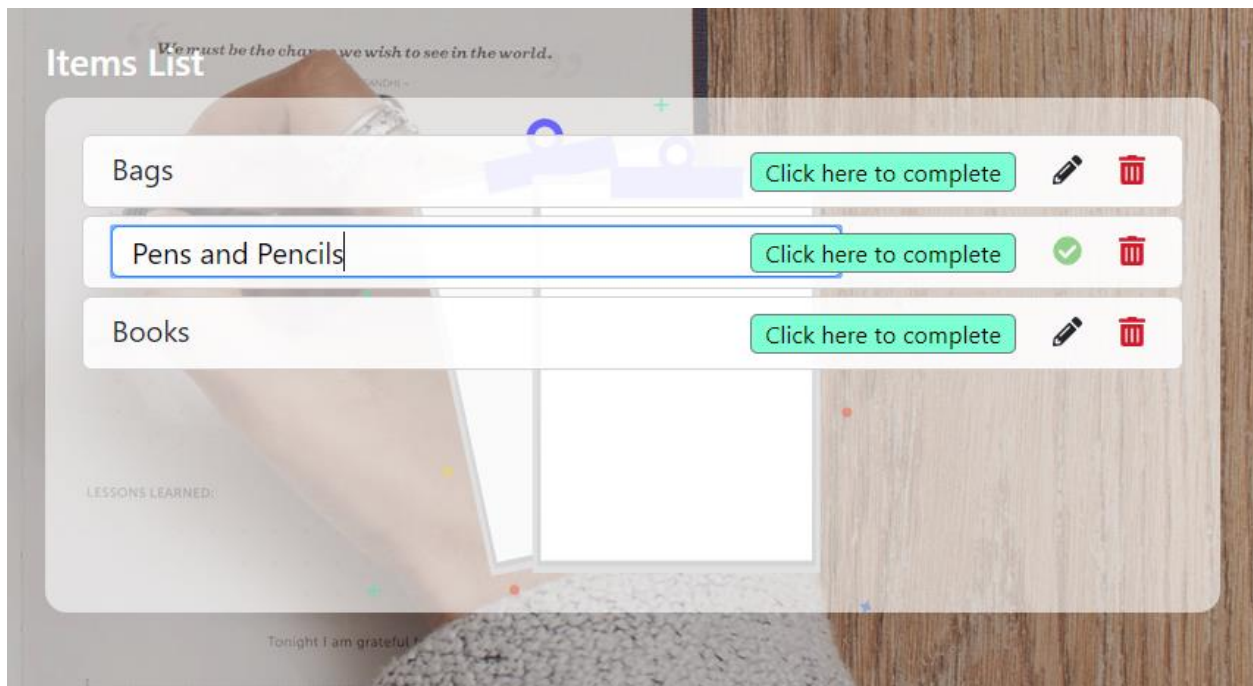 We must be the change we wish to see in the world.
Items List
Bags
Click here to complete
Pens and Pencils
Click here to complete
Books
Click here to complete
LESSONS LEARNED:
Tonight I am grateful